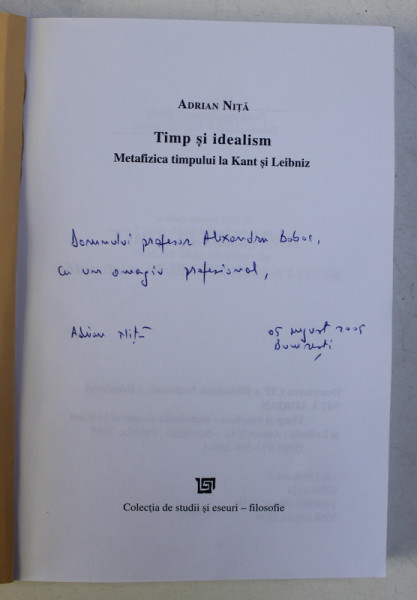 ADRIAN NIȚĂ
Timp și idealism
Metafizica timpului la Kant și Leibniz
Domnului profesor Alexandru Boboc,
cu un omagiu profesional,
Adrian Niță
05 august 2005
București
Colecția de studii și eseuri – filosofie